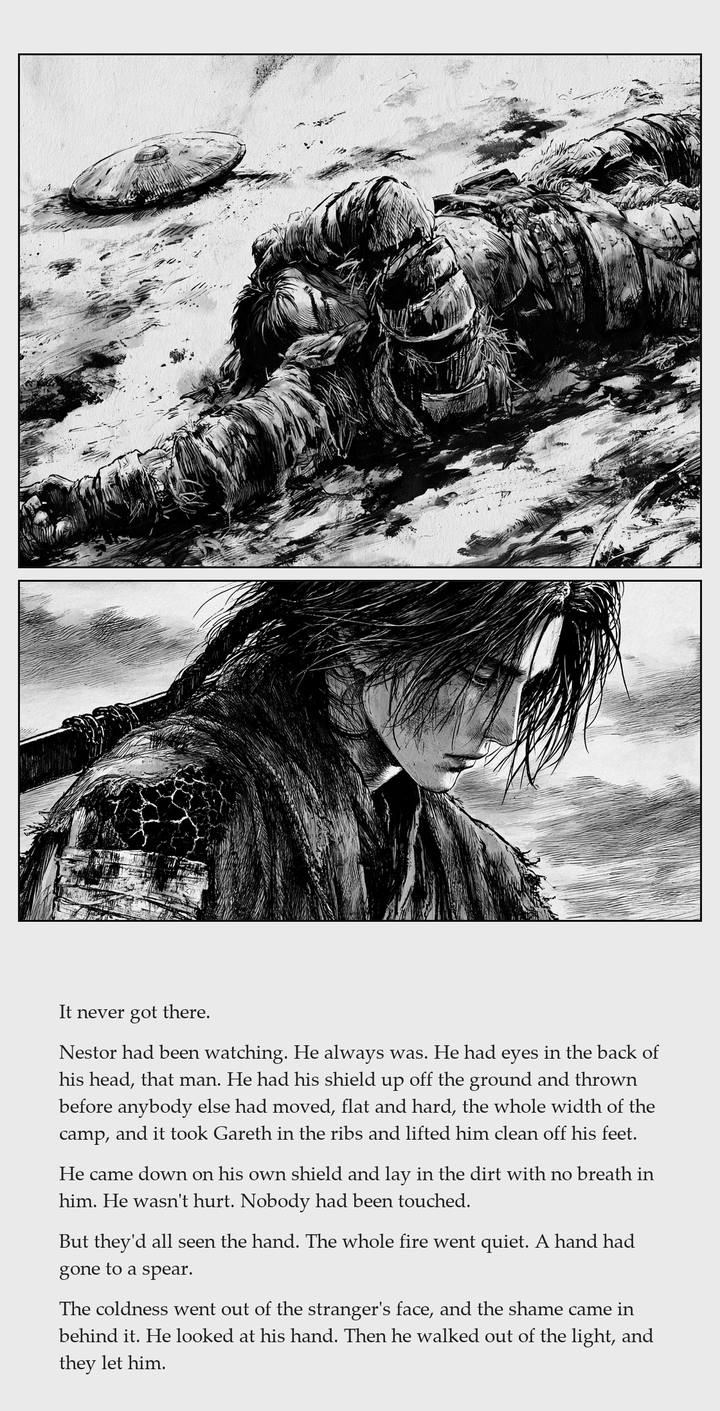 It never got there.
Nestor had been watching. He always was. He had eyes in the back of
his head, that man. He had his shield up off the ground and thrown
before anybody else had moved, flat and hard, the whole width of the
camp, and it took Gareth in the ribs and lifted him clean off his feet.
He came down on his own shield and lay in the dirt with no breath in
him. He wasn't hurt. Nobody had been touched.
But they'd all seen the hand. The whole fire went quiet. A hand had
gone to a spear.
The coldness went out of the stranger's face, and the shame came in
behind it. He looked at his hand. Then he walked out of the light, and
they let him.